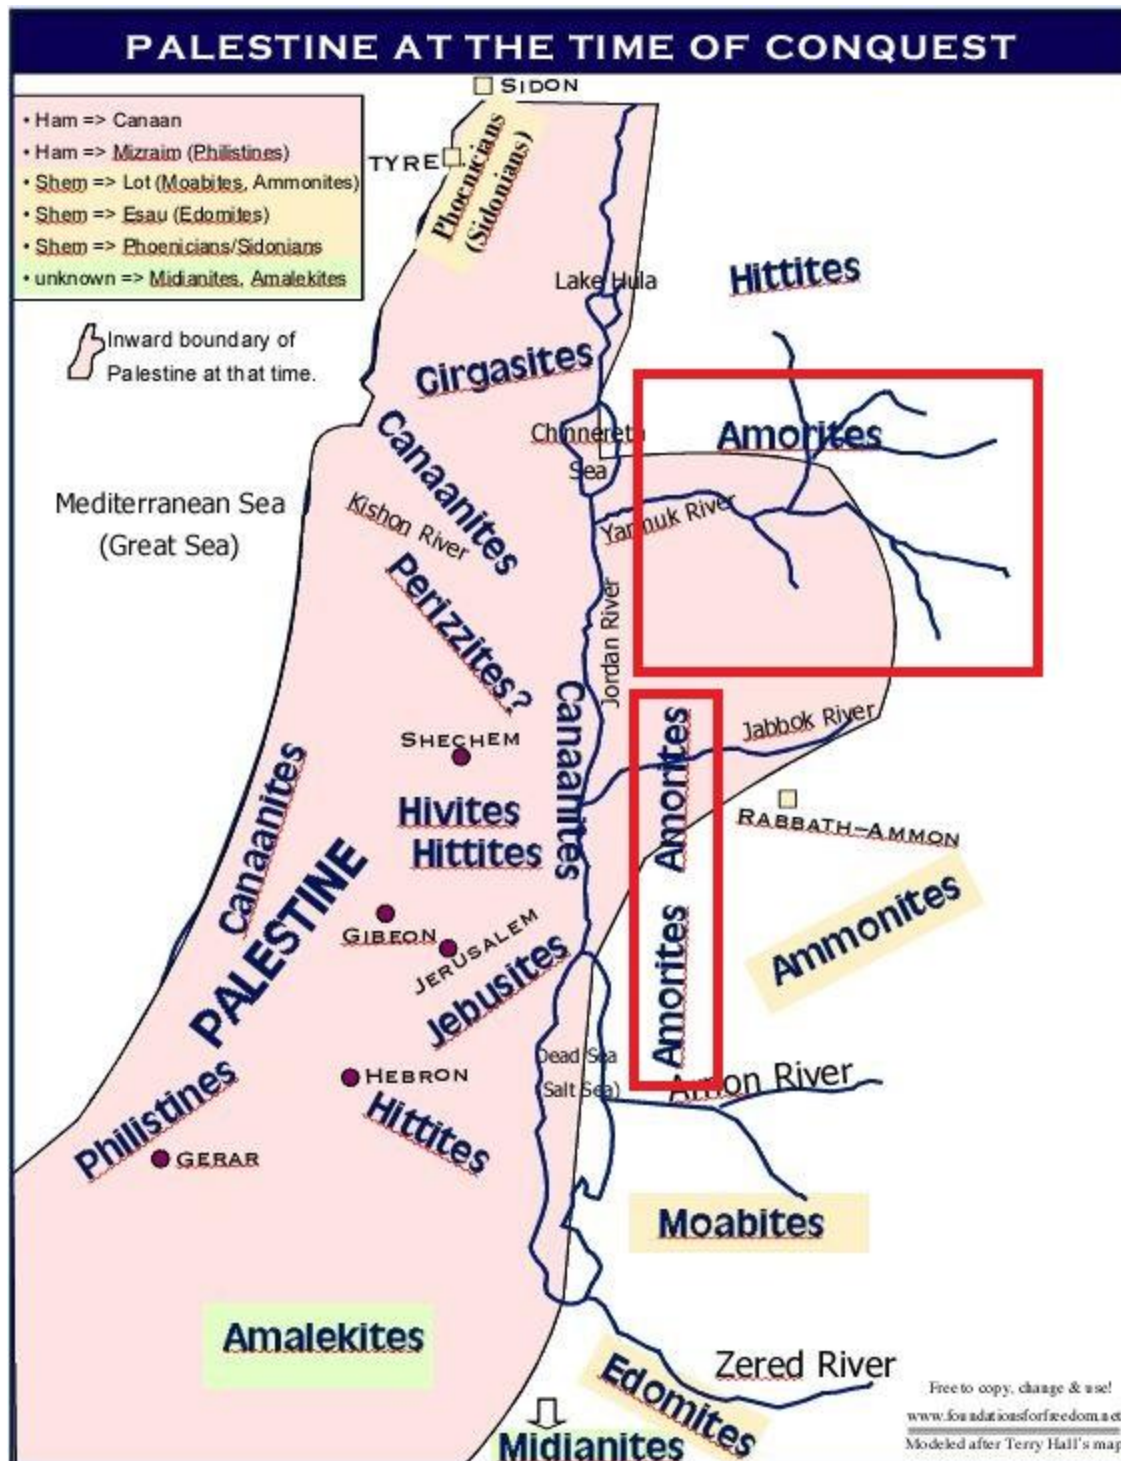 PALESTINE AT THE TIME OF CONQUEST
SIDON
• Ham => Canaan
• Ham => Mizraim (Philistines)
• Shem => Lot (Moabites, Ammonites)
• Shem => Esau (Edomites)
• Shem => Phoenicians/Sidonians
• unknown => Midianites, Amalekites
TYRE
Phoenicians
(Sidonians)
Inward boundary of
Palestine at that time.
Lake Hula
Hittites
Girgasites
Chinnereth
Sea
Amorites
Canaanites
Mediterranean Sea
(Great Sea)
Kishon River
Yarmuk River
Perizzites?
Jordan River
Canaanites
Amorites
Jabbok River
SHECHEM
Canaanites
Hivites
Hittites
RABBATH-AMMON
PALESTINE
GIBEON
JERUSALEM
Jebusites
Amorites
Ammonites
Dead Sea
Salt Sea)
Arnon River
HEBRON
Philistines
Hittites
GERAR
Moabites
Amalekites
Zered River
Edomites
Midianites
Free to copy, change & use!
www.foundationsforfreedom.net
Modeled after Terry Hall's map